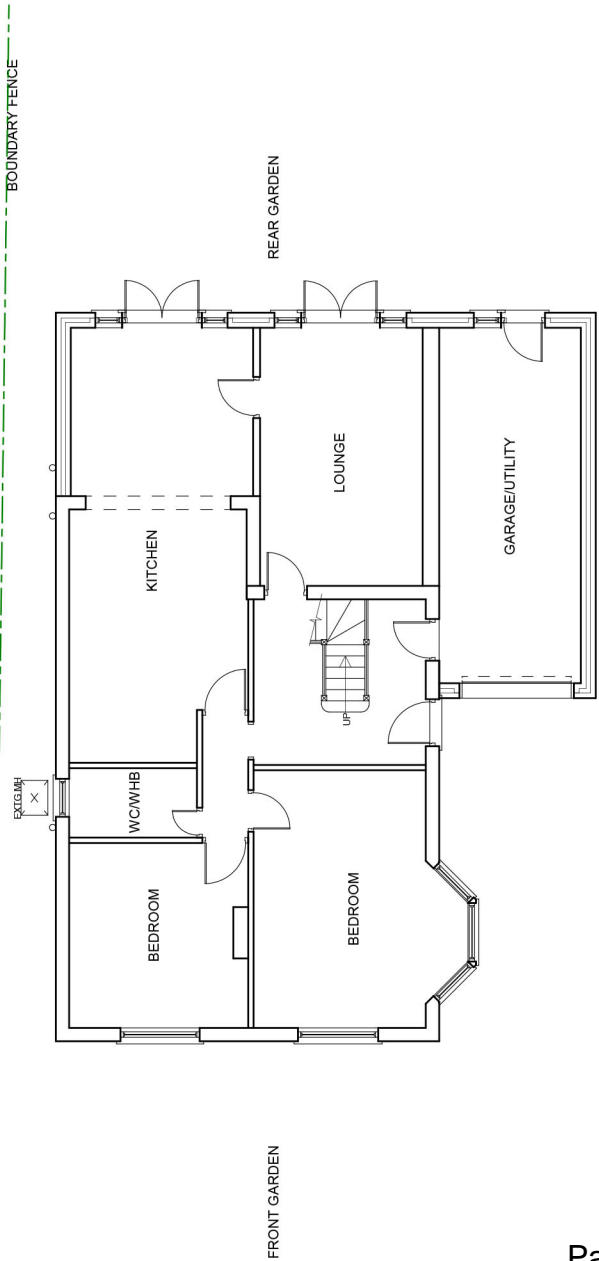 BOUNDARY FENCE
REAR GARDEN
KITCHEN
LOUNGE
GARAGE/UTILITY
UP
EXTG.MH
WC/WHB
BEDROOM
BEDROOM
FRONT GARDEN